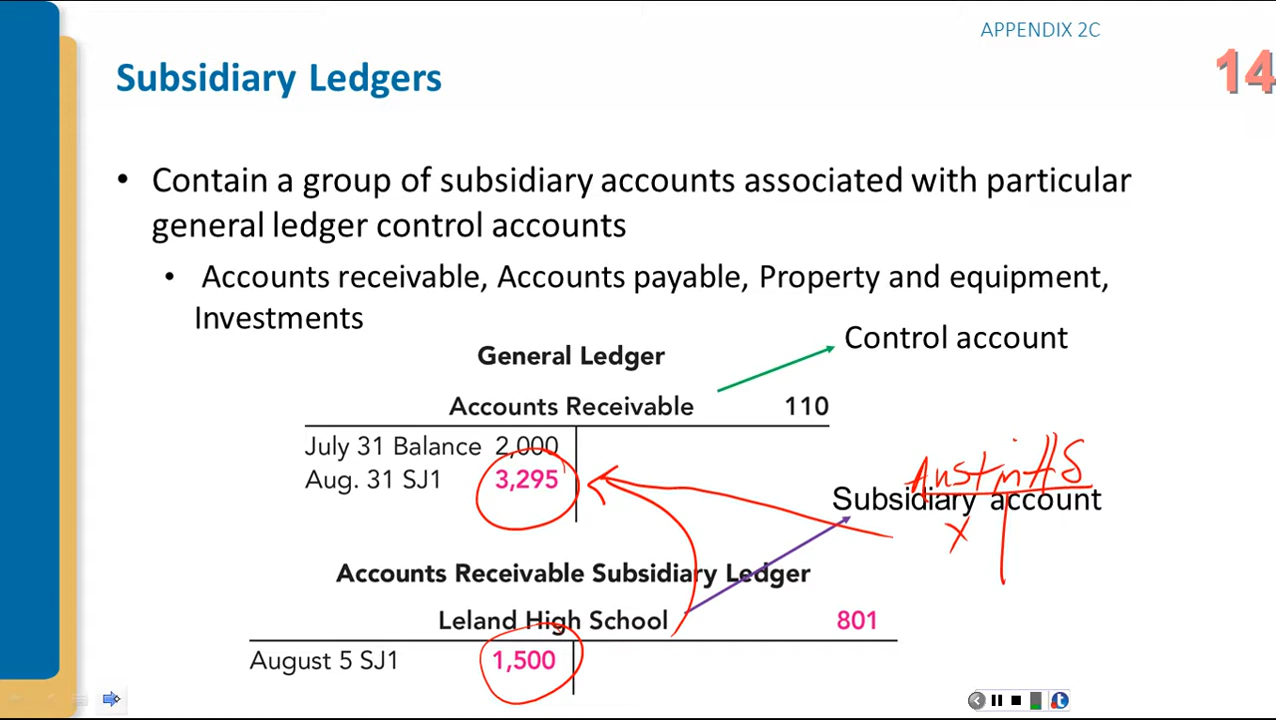 APPENDIX 2C
Subsidiary Ledgers
14
• Contain a group of subsidiary accounts associated with particular
general ledger control accounts
• Accounts receivable, Accounts payable, Property and equipment,
Investments
Control account
General Ledger
Accounts Receivable 110
July 31 Balance 2,000
Aug. 31 SJ1 3,295
Austin HS
Subsidiary account
x
Accounts Receivable Subsidiary Ledger
Leland High School 801
August 5 SJ1 1,500